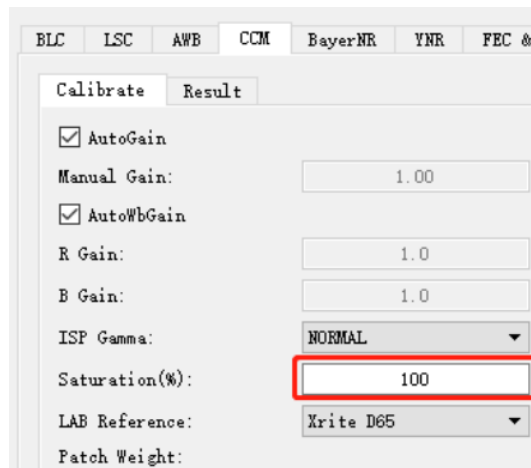 BLC LSC AWB CCM BayerNR YNR FEC &
Calibrate Result
AutoGain
Manual Gain: 1.00
AutoWbGain
R Gain: 1.0
B Gain: 1.0
ISP Gamma: NORMAL
Saturation(%): 100
LAB Reference: Xrite D65
Patch Weight: